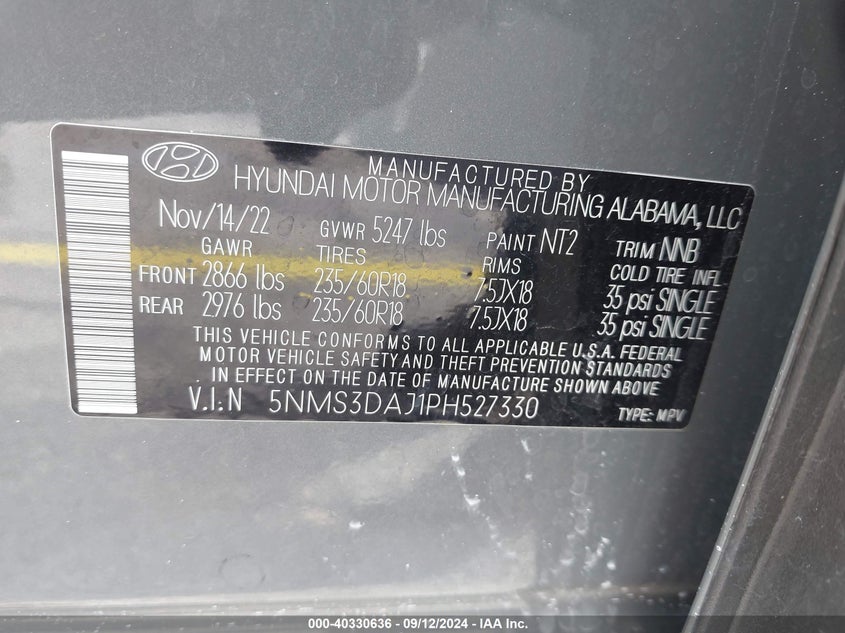 MANUFACTURED BY
HYUNDAI MOTOR MANUFACTURING ALABAMA, LLC
Nov/14/22 GVWR 5247 lbs PAINT NT2 TRIM NNB
GAWR TIRES RIMS COLD TIRE INFL
FRONT 2866 lbs 235/60R18 7.5JX18 35 psi SINGLE
REAR 2976 lbs 235/60R18 7.5JX18 35 psi SINGLE
THIS VEHICLE CONFORMS TO ALL APPLICABLE U.S.A. FEDERAL
MOTOR VEHICLE SAFETY AND THEFT PREVENTION STANDARDS
IN EFFECT ON THE DATE OF MANUFACTURE SHOWN ABOVE
V.I.N 5NMS3DAJ1PH527330 TYPE: MPV
000-40330636 - 09/12/2024 - IAA Inc.